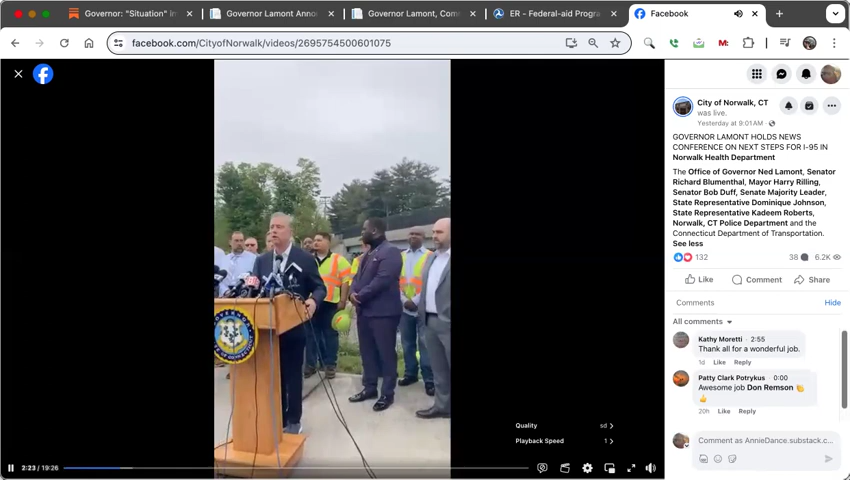 Governor: "Situation" in
Governor Lamont Anno
Governor Lamont, Com
ER - Federal-aid Progra
Facebook
facebook.com/CityofNorwalk/videos/2695754500601075
City of Norwalk, CT
was live.
Yesterday at 9:01 AM
GOVERNOR LAMONT HOLDS NEWS
CONFERENCE ON NEXT STEPS FOR I-95 IN
Norwalk Health Department
The Office of Governor Ned Lamont, Senator
Richard Blumenthal, Mayor Harry Rilling,
Senator Bob Duff, Senate Majority Leader,
State Representative Dominique Johnson,
State Representative Kadeem Roberts,
Norwalk, CT Police Department and the
Connecticut Department of Transportation.
See less
132
38
6.2K
Like
Comment
Share
Comments
Hide
All comments
Kathy Moretti · 2:55
Thank all for a wonderful job.
1d Like Reply
Patty Clark Potrykus · 0:00
Awesome job Don Remson
20h Like Reply
Comment as AnnieDance.substack.c...
GOVERNOR
Quality sd
Playback Speed 1
2:23 / 19:26